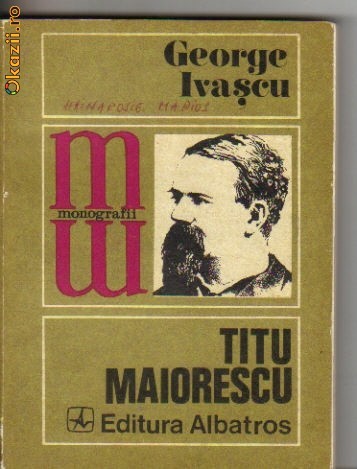 Okazii.ro
George
Ivașcu
monografii
TITU
MAIORESCU
Editura Albatros